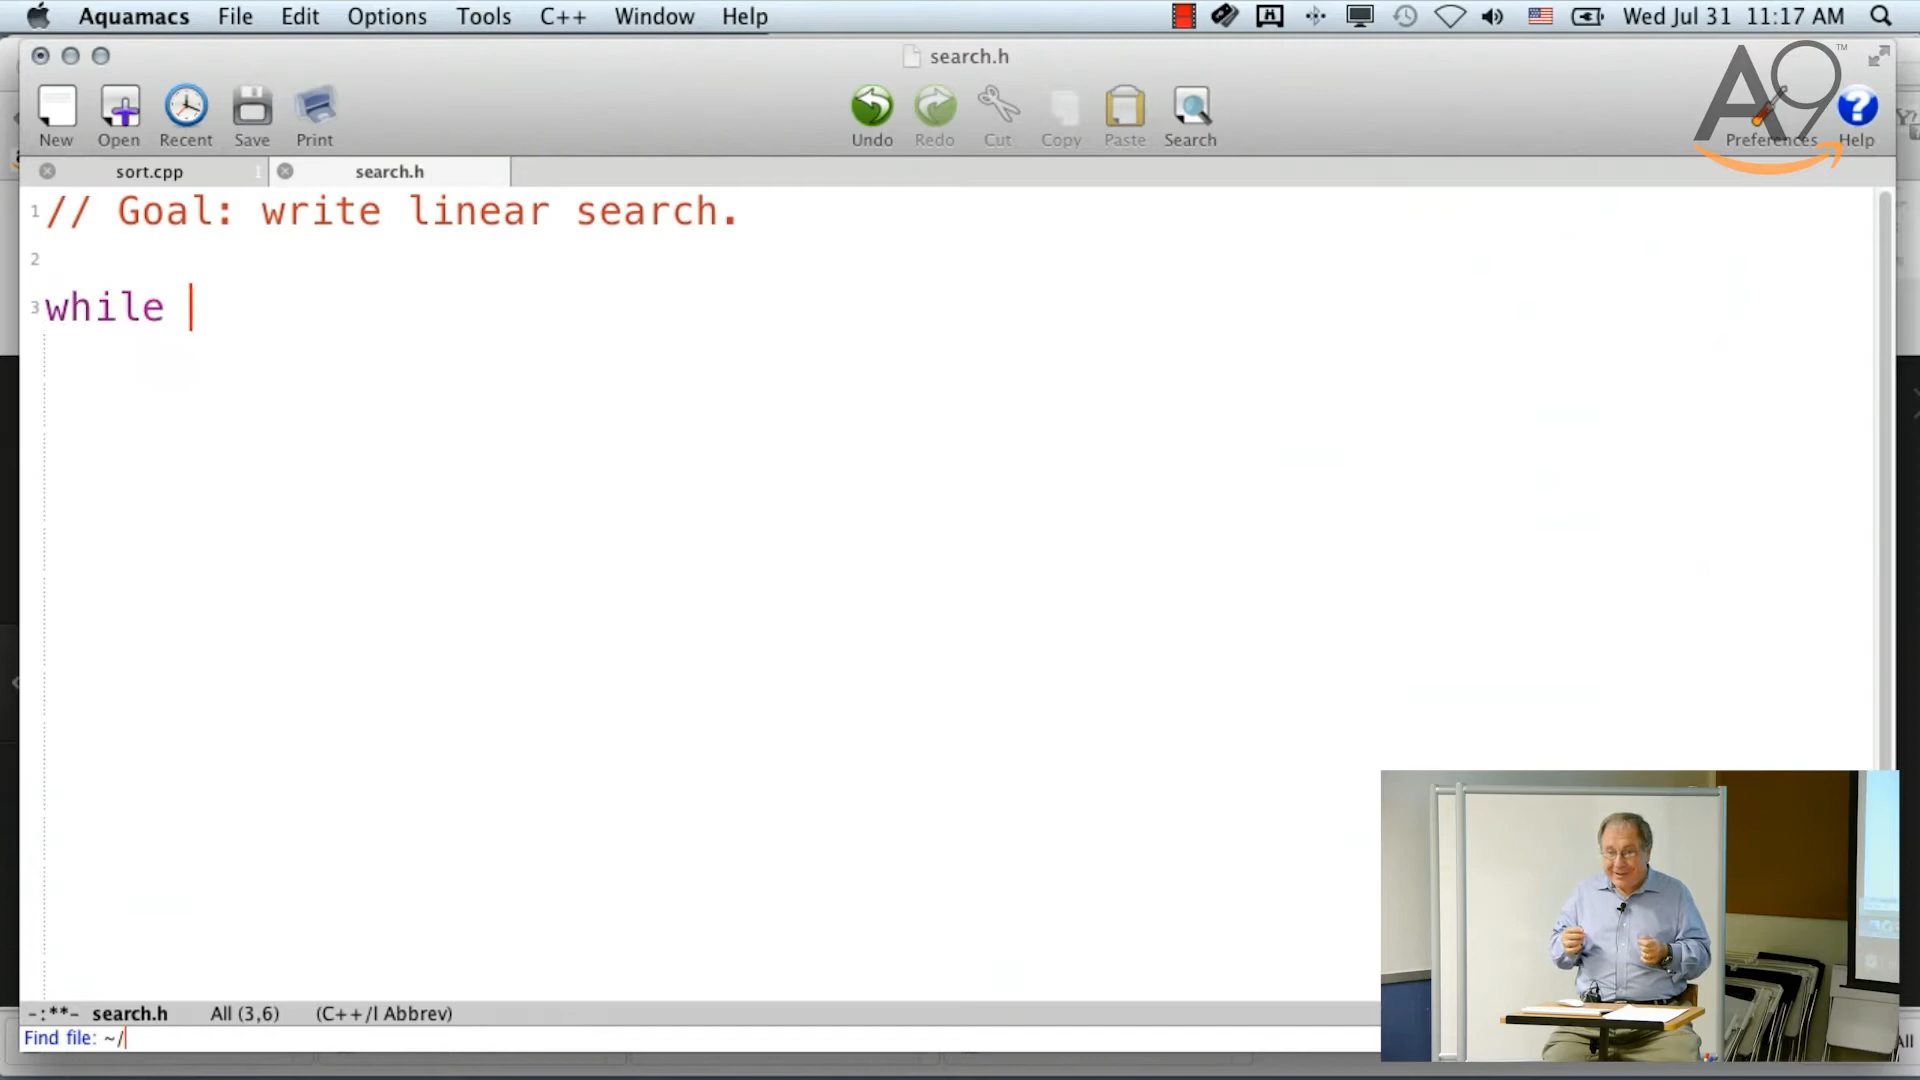 Aquamacs File Edit Options Tools C++ Window Help Wed Jul 31 11:17 AM
search.h
A9™
New Open Recent Save Print Undo Redo Cut Copy Paste Search Preferences Help
sort.cpp search.h
1 // Goal: write linear search.
2
3 while
-:**- search.h All (3,6) (C++/l Abbrev)
Find file: ~/
All